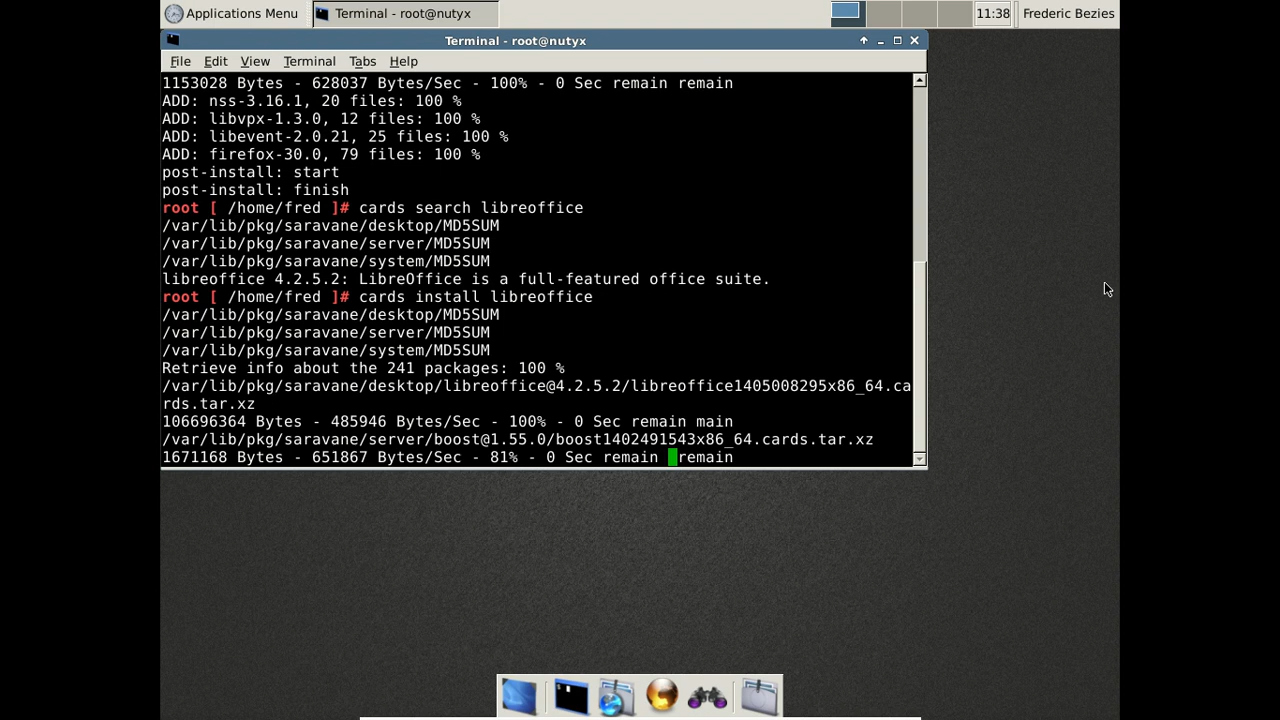 Applications Menu
Terminal - root@nutyx
11:38
Frederic Bezies
Terminal - root@nutyx
File Edit View Terminal Tabs Help
1153028 Bytes - 628037 Bytes/Sec - 100% - 0 Sec remain remain
ADD: nss-3.16.1, 20 files: 100 %
ADD: libvpx-1.3.0, 12 files: 100 %
ADD: libevent-2.0.21, 25 files: 100 %
ADD: firefox-30.0, 79 files: 100 %
post-install: start
post-install: finish
root [ /home/fred ]# cards search libreoffice
/var/lib/pkg/saravane/desktop/MD5SUM
/var/lib/pkg/saravane/server/MD5SUM
/var/lib/pkg/saravane/system/MD5SUM
libreoffice 4.2.5.2: LibreOffice is a full-featured office suite.
root [ /home/fred ]# cards install libreoffice
/var/lib/pkg/saravane/desktop/MD5SUM
/var/lib/pkg/saravane/server/MD5SUM
/var/lib/pkg/saravane/system/MD5SUM
Retrieve info about the 241 packages: 100 %
/var/lib/pkg/saravane/desktop/libreoffice@4.2.5.2/libreoffice1405008295x86_64.ca
rds.tar.xz
106696364 Bytes - 485946 Bytes/Sec - 100% - 0 Sec remain main
/var/lib/pkg/saravane/server/boost@1.55.0/boost1402491543x86_64.cards.tar.xz
1671168 Bytes - 651867 Bytes/Sec - 81% - 0 Sec remain remain